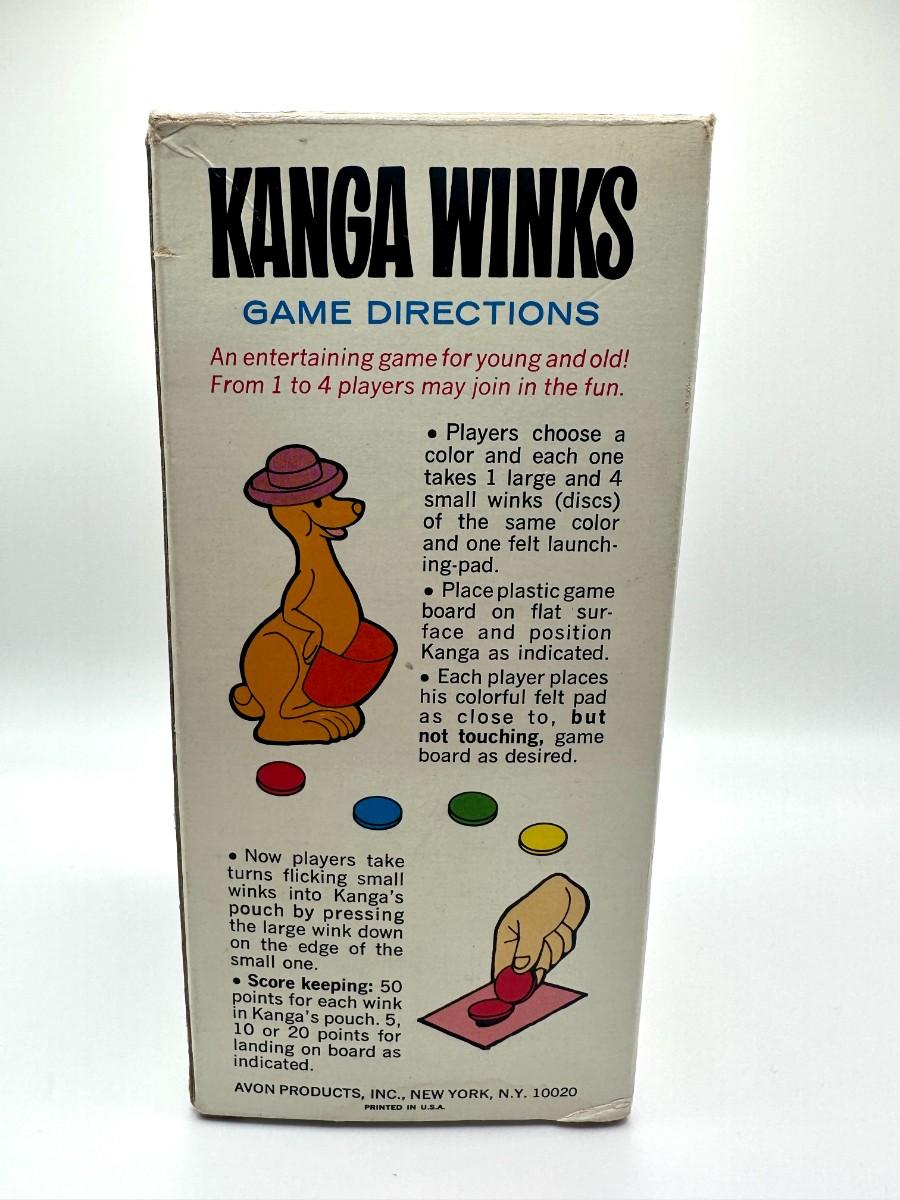 KANGA WINKS
GAME DIRECTIONS
An entertaining game for young and old!
From 1 to 4 players may join in the fun.
• Players choose a
color and each one
takes 1 large and 4
small winks (discs)
of the same color
and one felt launch-
ing-pad.
• Place plastic game
board on flat sur-
face and position
Kanga as indicated.
• Each player places
his colorful felt pad
as close to, but
not touching, game
board as desired.
• Now players take
turns flicking small
winks into Kanga's
pouch by pressing
the large wink down
on the edge of the
small one.
• Score keeping: 50
points for each wink
in Kanga's pouch. 5,
10 or 20 points for
landing on board as
indicated.
AVON PRODUCTS, INC., NEW YORK, N.Y. 10020
PRINTED IN U.S.A.